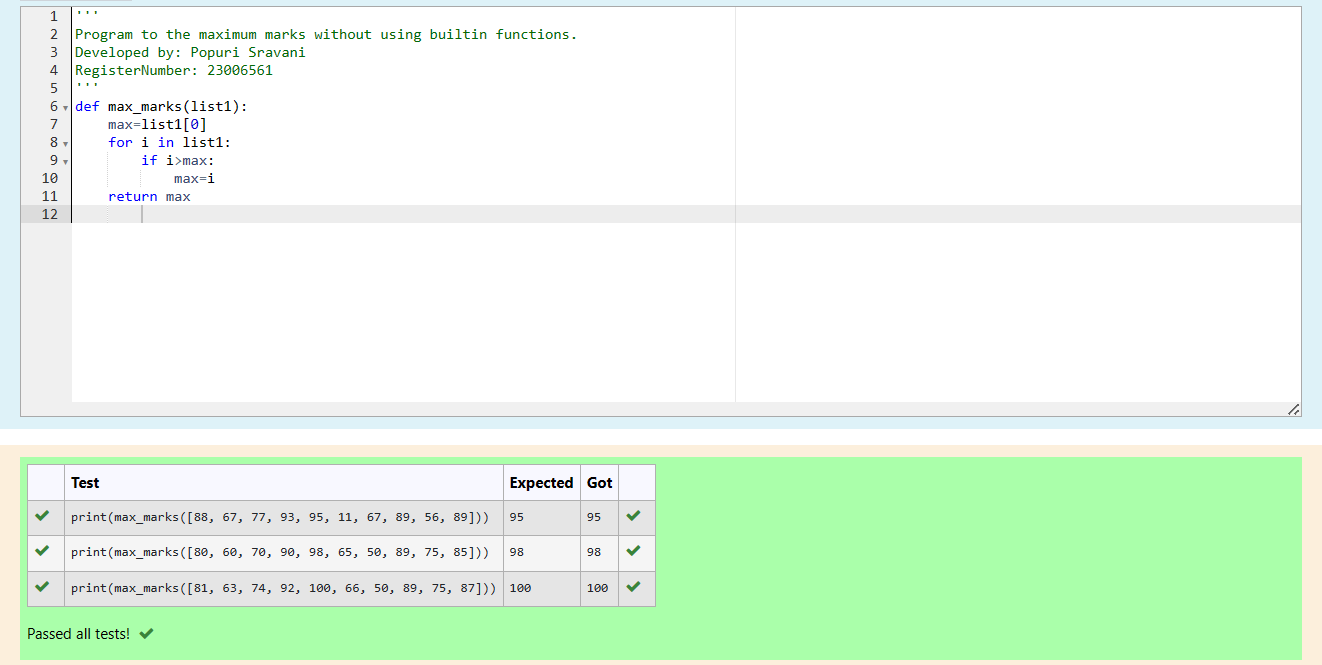 1 '''
2 Program to the maximum marks without using builtin functions.
3 Developed by: Popuri Sravani
4 RegisterNumber: 23006561
5 '''
6 def max_marks(list1):
7     max=list1[0]
8     for i in list1:
9         if i>max:
10             max=i
11     return max
12
Test Expected Got
print(max_marks([88, 67, 77, 93, 95, 11, 67, 89, 56, 89])) 95 95
print(max_marks([80, 60, 70, 90, 98, 65, 50, 89, 75, 85])) 98 98
print(max_marks([81, 63, 74, 92, 100, 66, 50, 89, 75, 87])) 100 100
Passed all tests!